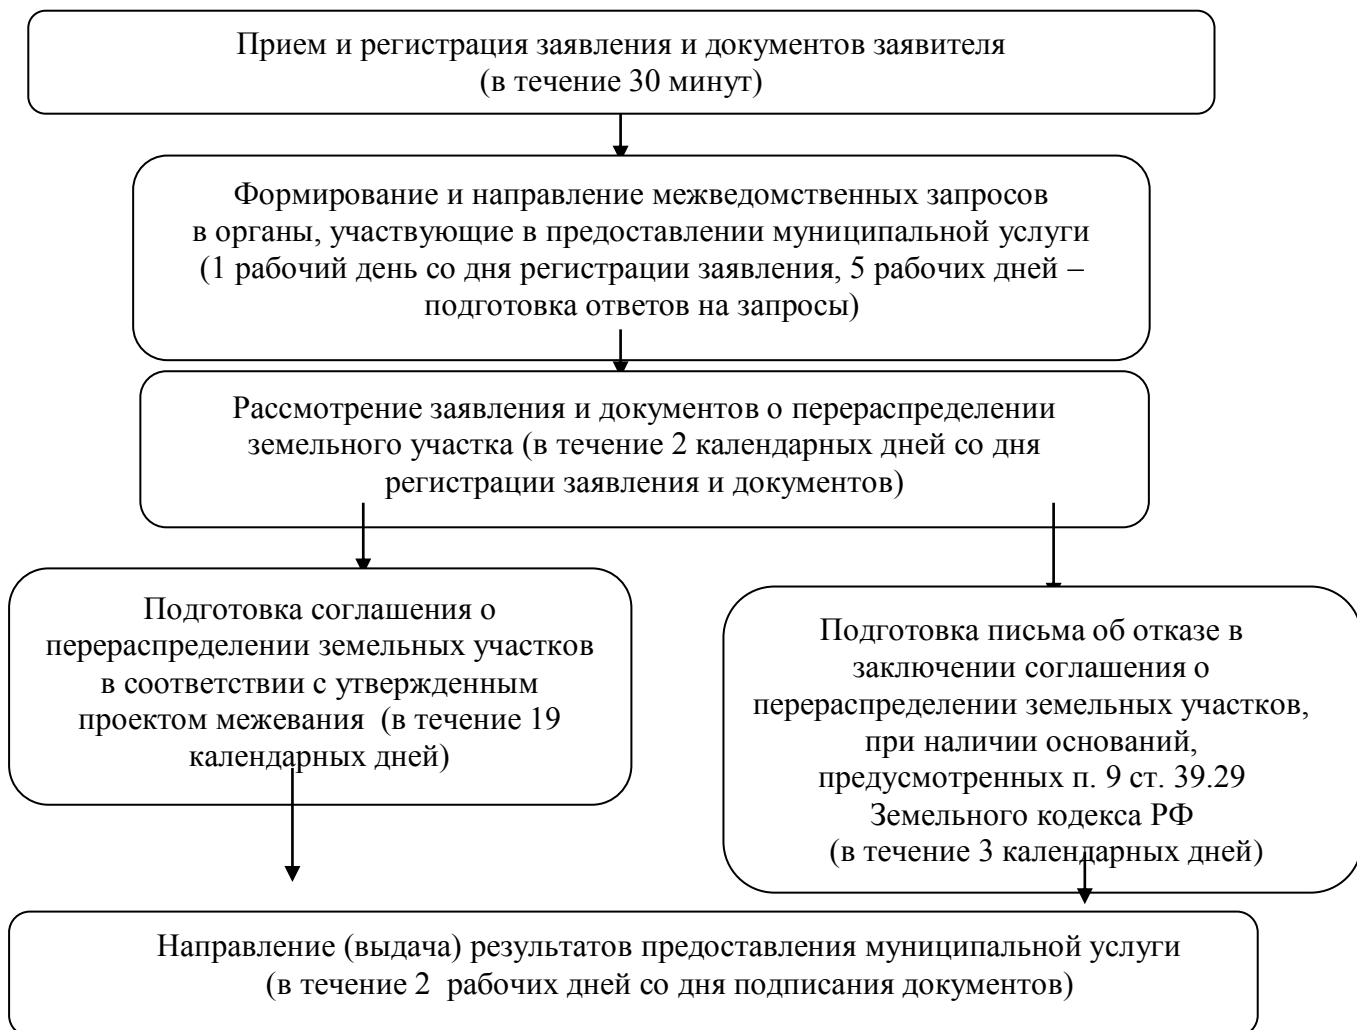 Прием и регистрация заявления и документов заявителя
(в течение 30 минут)
Формирование и направление межведомственных запросов
в органы, участвующие в предоставлении муниципальной услуги
(1 рабочий день со дня регистрации заявления, 5 рабочих дней –
подготовка ответов на запросы)
Рассмотрение заявления и документов о перераспределении
земельного участка (в течение 2 календарных дней со дня
регистрации заявления и документов)
Подготовка соглашения о
перераспределении земельных участков
в соответствии с утвержденным
проектом межевания  (в течение 19
календарных дней)
Подготовка письма об отказе в
заключении соглашения о
перераспределении земельных участков,
при наличии оснований,
предусмотренных п. 9 ст. 39.29
Земельного кодекса РФ
(в течение 3 календарных дней)
Направление (выдача) результатов предоставления муниципальной услуги
(в течение 2  рабочих дней со дня подписания документов)